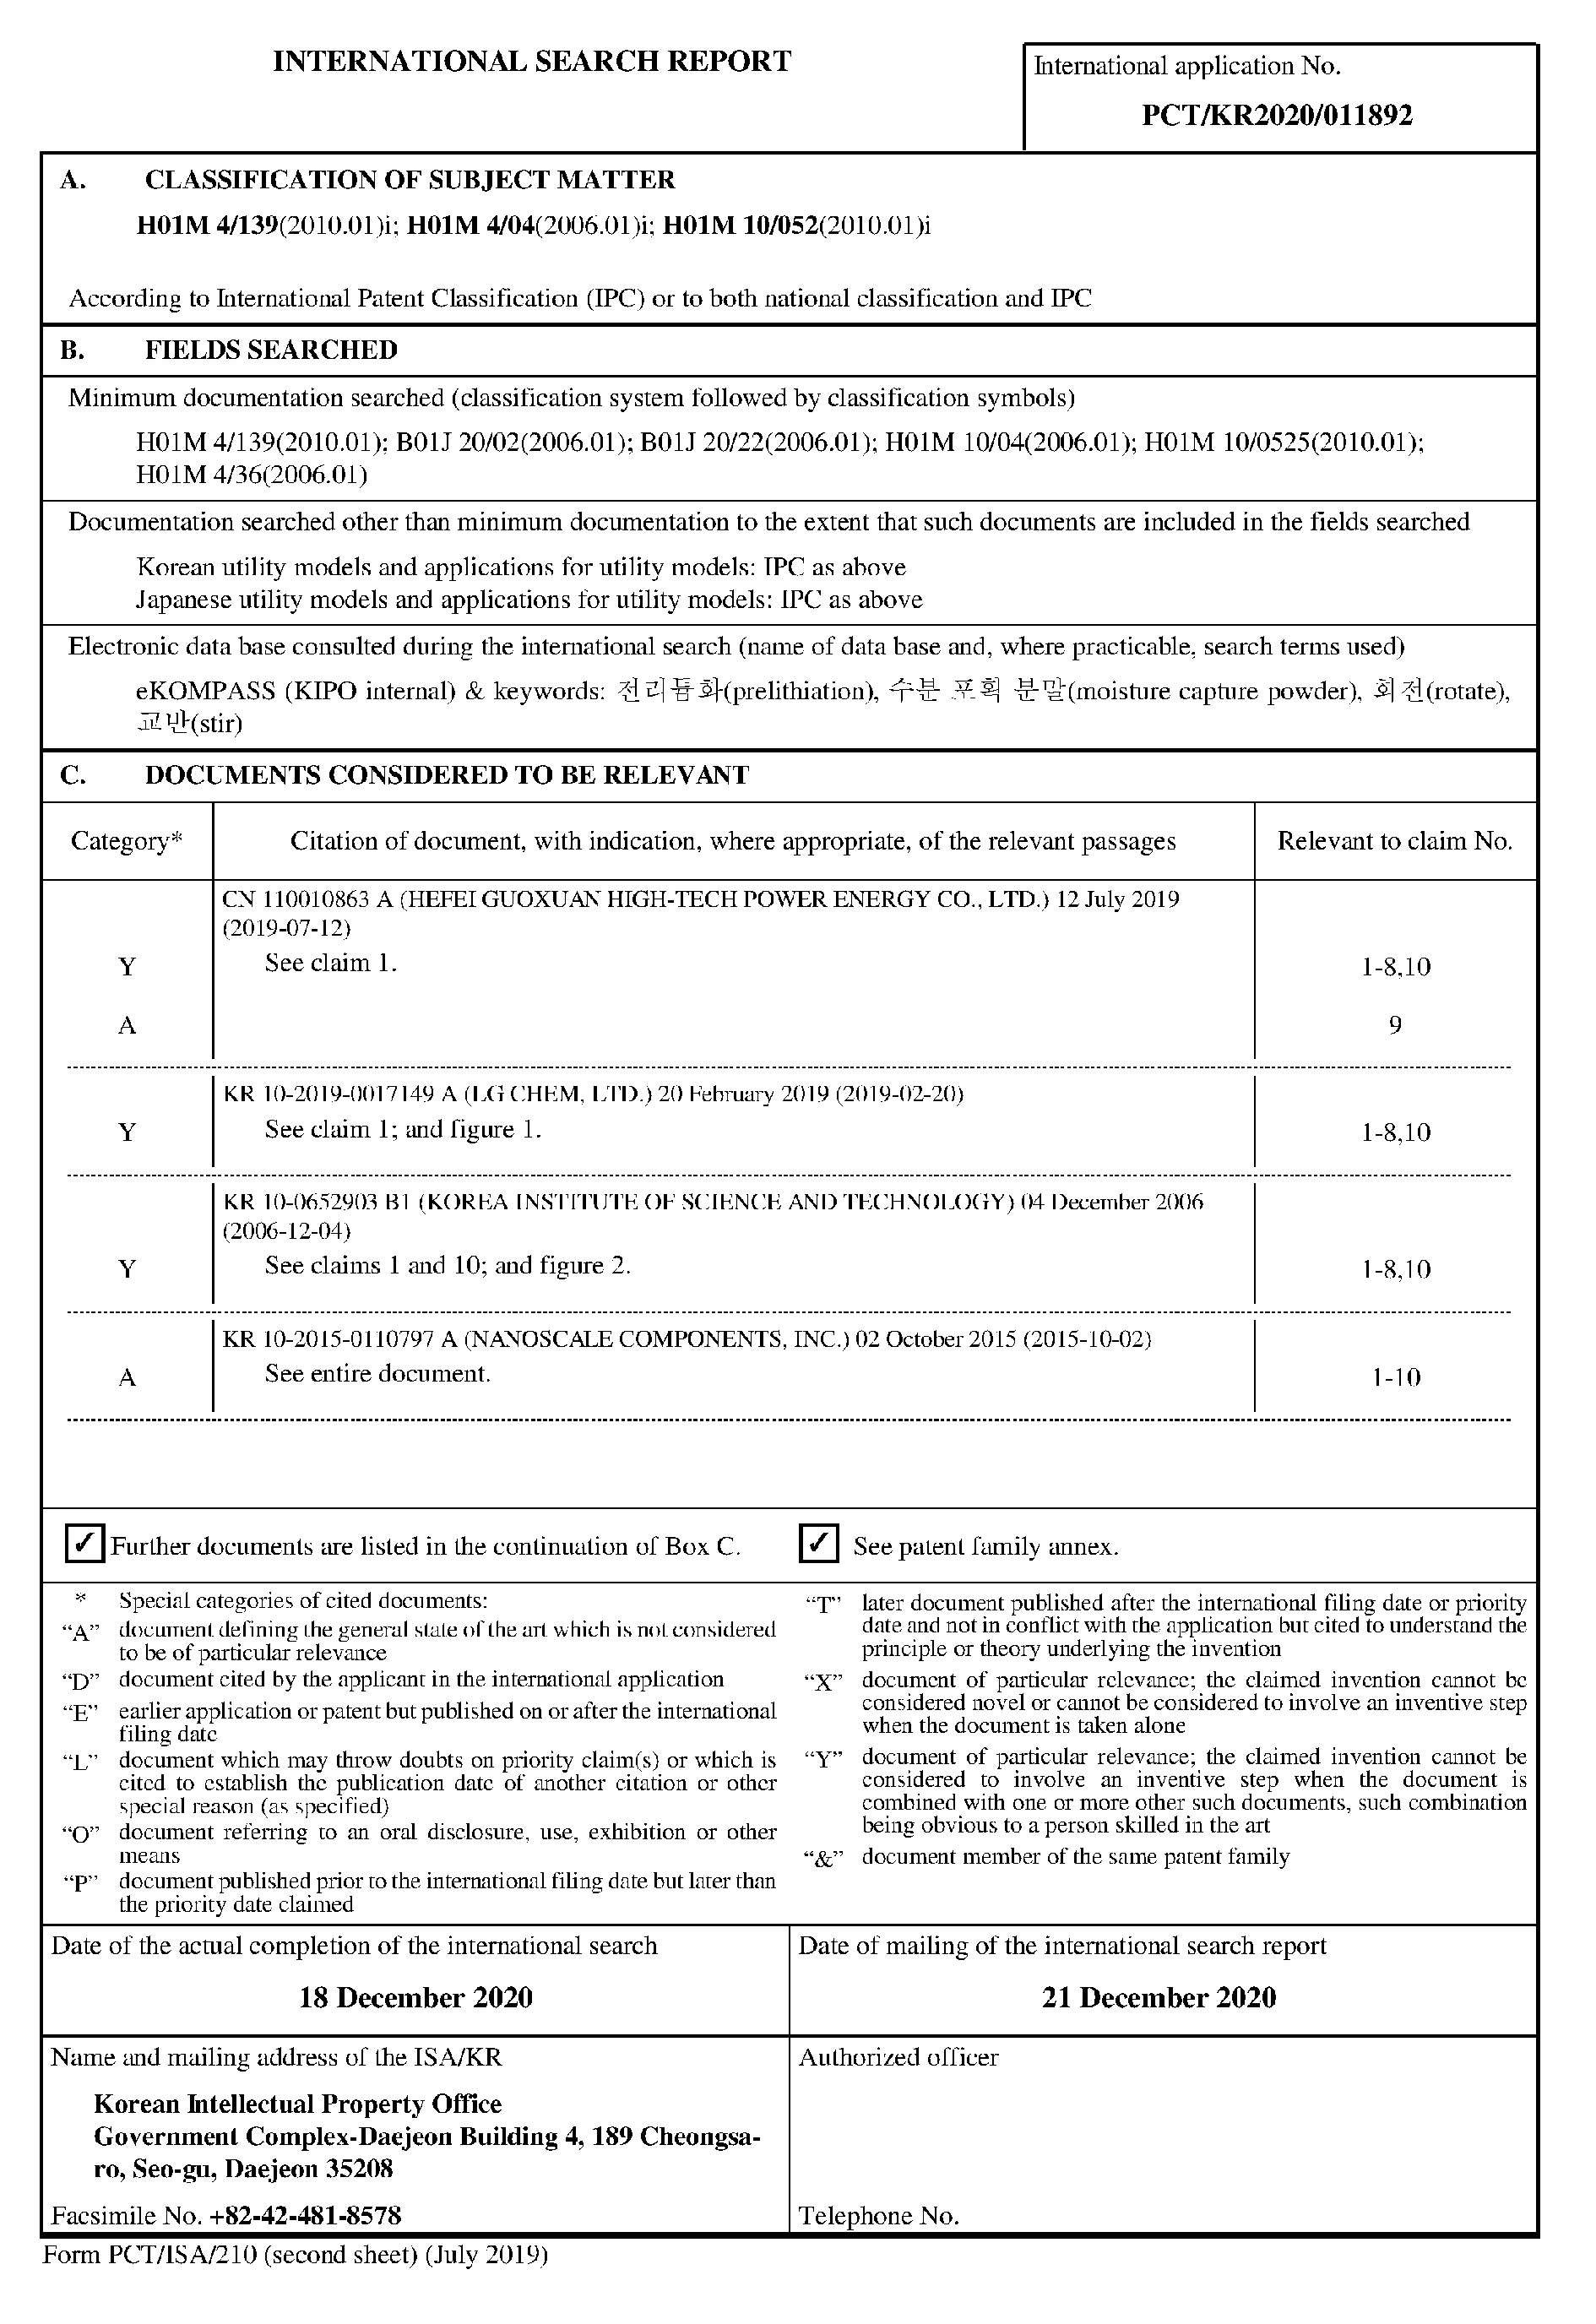 INTERNATIONAL SEARCH REPORT
International application No.
PCT/KR2020/011892
A. CLASSIFICATION OF SUBJECT MATTER
H01M 4/139(2010.01)i; H01M 4/04(2006.01)i; H01M 10/052(2010.01)i
According to International Patent Classification (IPC) or to both national classification and IPC
B. FIELDS SEARCHED
Minimum documentation searched (classification system followed by classification symbols)
H01M 4/139(2010.01); B01J 20/02(2006.01); B01J 20/22(2006.01); H01M 10/04(2006.01); H01M 10/0525(2010.01);
H01M 4/36(2006.01)
Documentation searched other than minimum documentation to the extent that such documents are included in the fields searched
Korean utility models and applications for utility models: IPC as above
Japanese utility models and applications for utility models: IPC as above
Electronic data base consulted during the international search (name of data base and, where practicable, search terms used)
eKOMPASS (KIPO internal) & keywords: 전리튬화(prelithiation), 수분 포획 분말(moisture capture powder), 회전(rotate),
교반(stir)
C. DOCUMENTS CONSIDERED TO BE RELEVANT
Category* Citation of document, with indication, where appropriate, of the relevant passages Relevant to claim No.
CN 110010863 A (HEFEI GUOXUAN HIGH-TECH POWER ENERGY CO., LTD.) 12 July 2019
(2019-07-12)
Y See claim 1. 1-8,10
A 9
KR 10-2019-0017149 A (LG CHEM, LTD.) 20 February 2019 (2019-02-20)
Y See claim 1; and figure 1. 1-8,10
KR 10-0652903 B1 (KOREA INSTITUTE OF SCIENCE AND TECHNOLOGY) 04 December 2006
(2006-12-04)
Y See claims 1 and 10; and figure 2. 1-8,10
KR 10-2015-0110797 A (NANOSCALE COMPONENTS, INC.) 02 October 2015 (2015-10-02)
A See entire document. 1-10
✓ Further documents are listed in the continuation of Box C. ✓ See patent family annex.
* Special categories of cited documents:
“A” document defining the general state of the art which is not considered
to be of particular relevance
“D” document cited by the applicant in the international application
“E” earlier application or patent but published on or after the international
filing date
“L” document which may throw doubts on priority claim(s) or which is
cited to establish the publication date of another citation or other
special reason (as specified)
“O” document referring to an oral disclosure, use, exhibition or other
means
“P” document published prior to the international filing date but later than
the priority date claimed
“T” later document published after the international filing date or priority
date and not in conflict with the application but cited to understand the
principle or theory underlying the invention
“X” document of particular relevance; the claimed invention cannot be
considered novel or cannot be considered to involve an inventive step
when the document is taken alone
“Y” document of particular relevance; the claimed invention cannot be
considered to involve an inventive step when the document is
combined with one or more other such documents, such combination
being obvious to a person skilled in the art
“&” document member of the same patent family
Date of the actual completion of the international search
18 December 2020
Date of mailing of the international search report
21 December 2020
Name and mailing address of the ISA/KR
Korean Intellectual Property Office
Government Complex-Daejeon Building 4, 189 Cheongsa-
ro, Seo-gu, Daejeon 35208
Facsimile No. +82-42-481-8578
Authorized officer
Telephone No.
Form PCT/ISA/210 (second sheet) (July 2019)